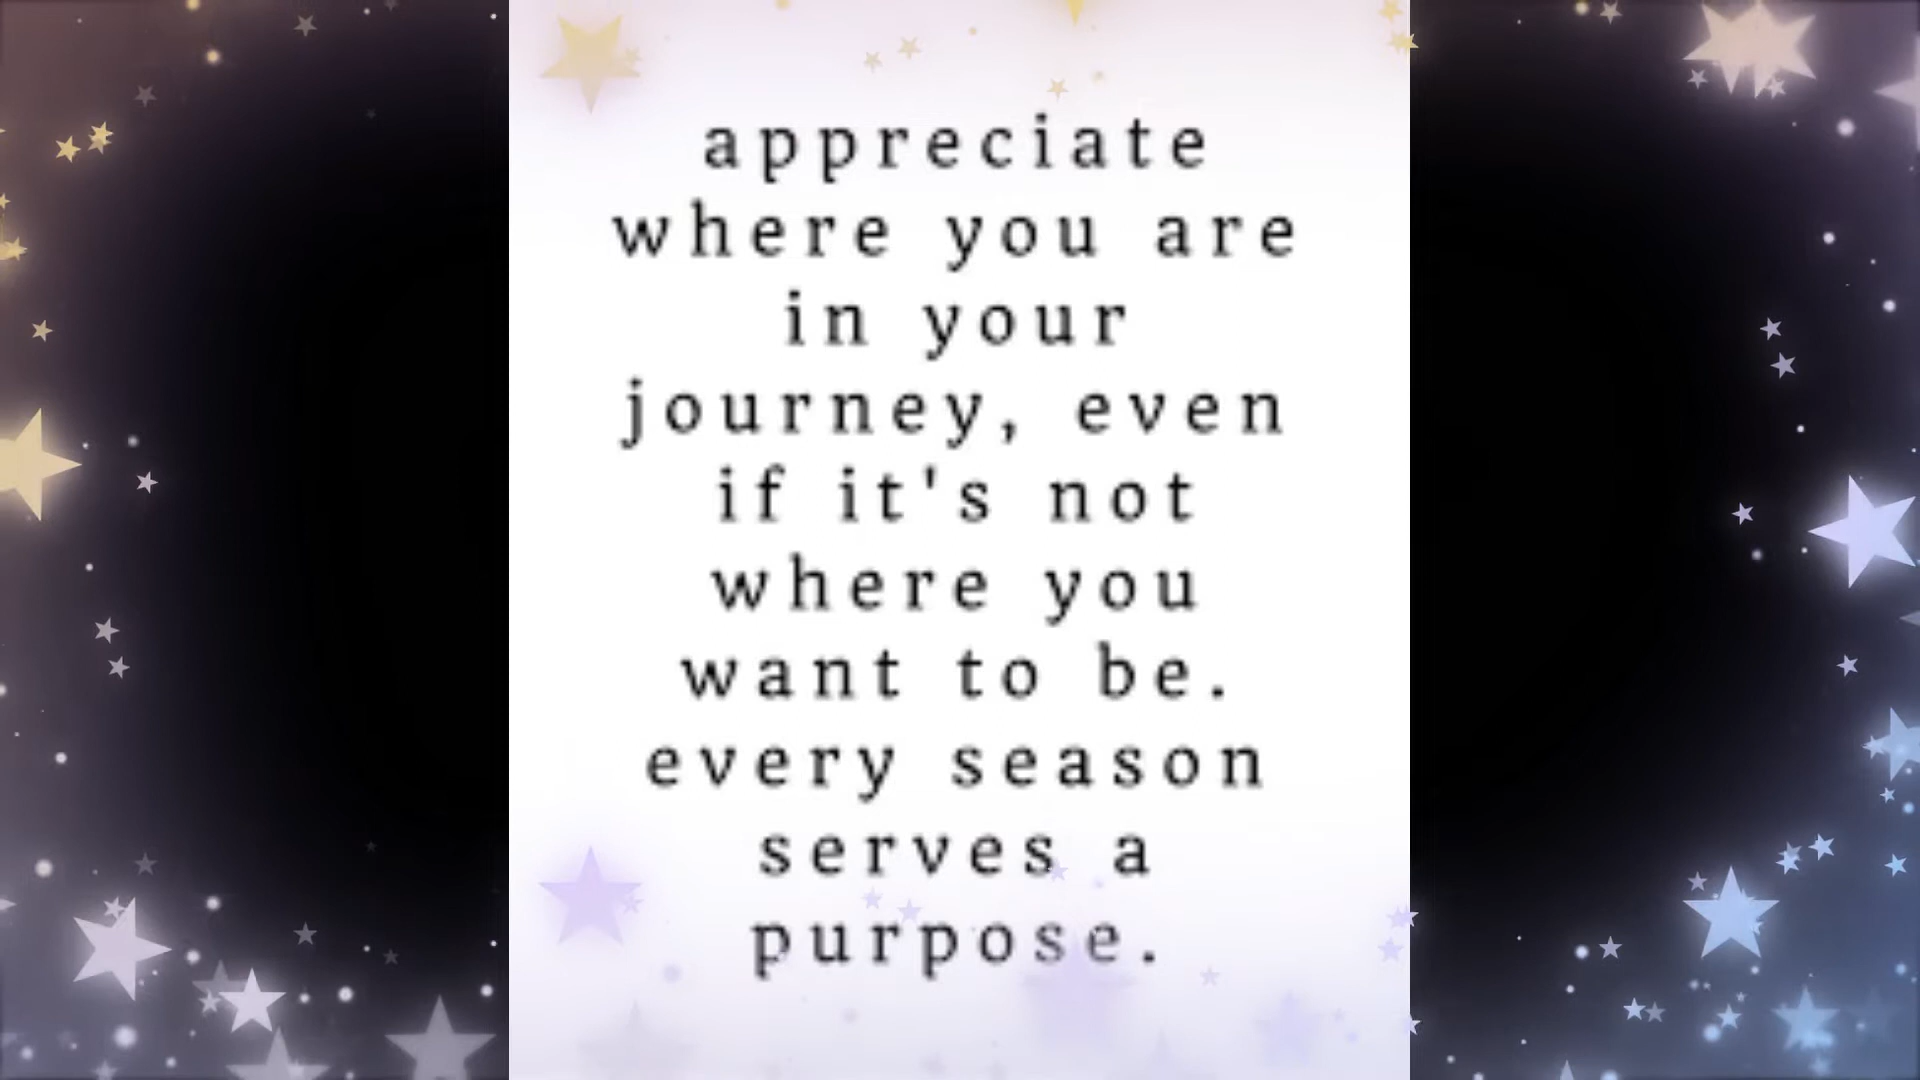 appreciate
where you are
in your
journey, even
if it's not
where you
want to be.
every season
serves a
purpose.